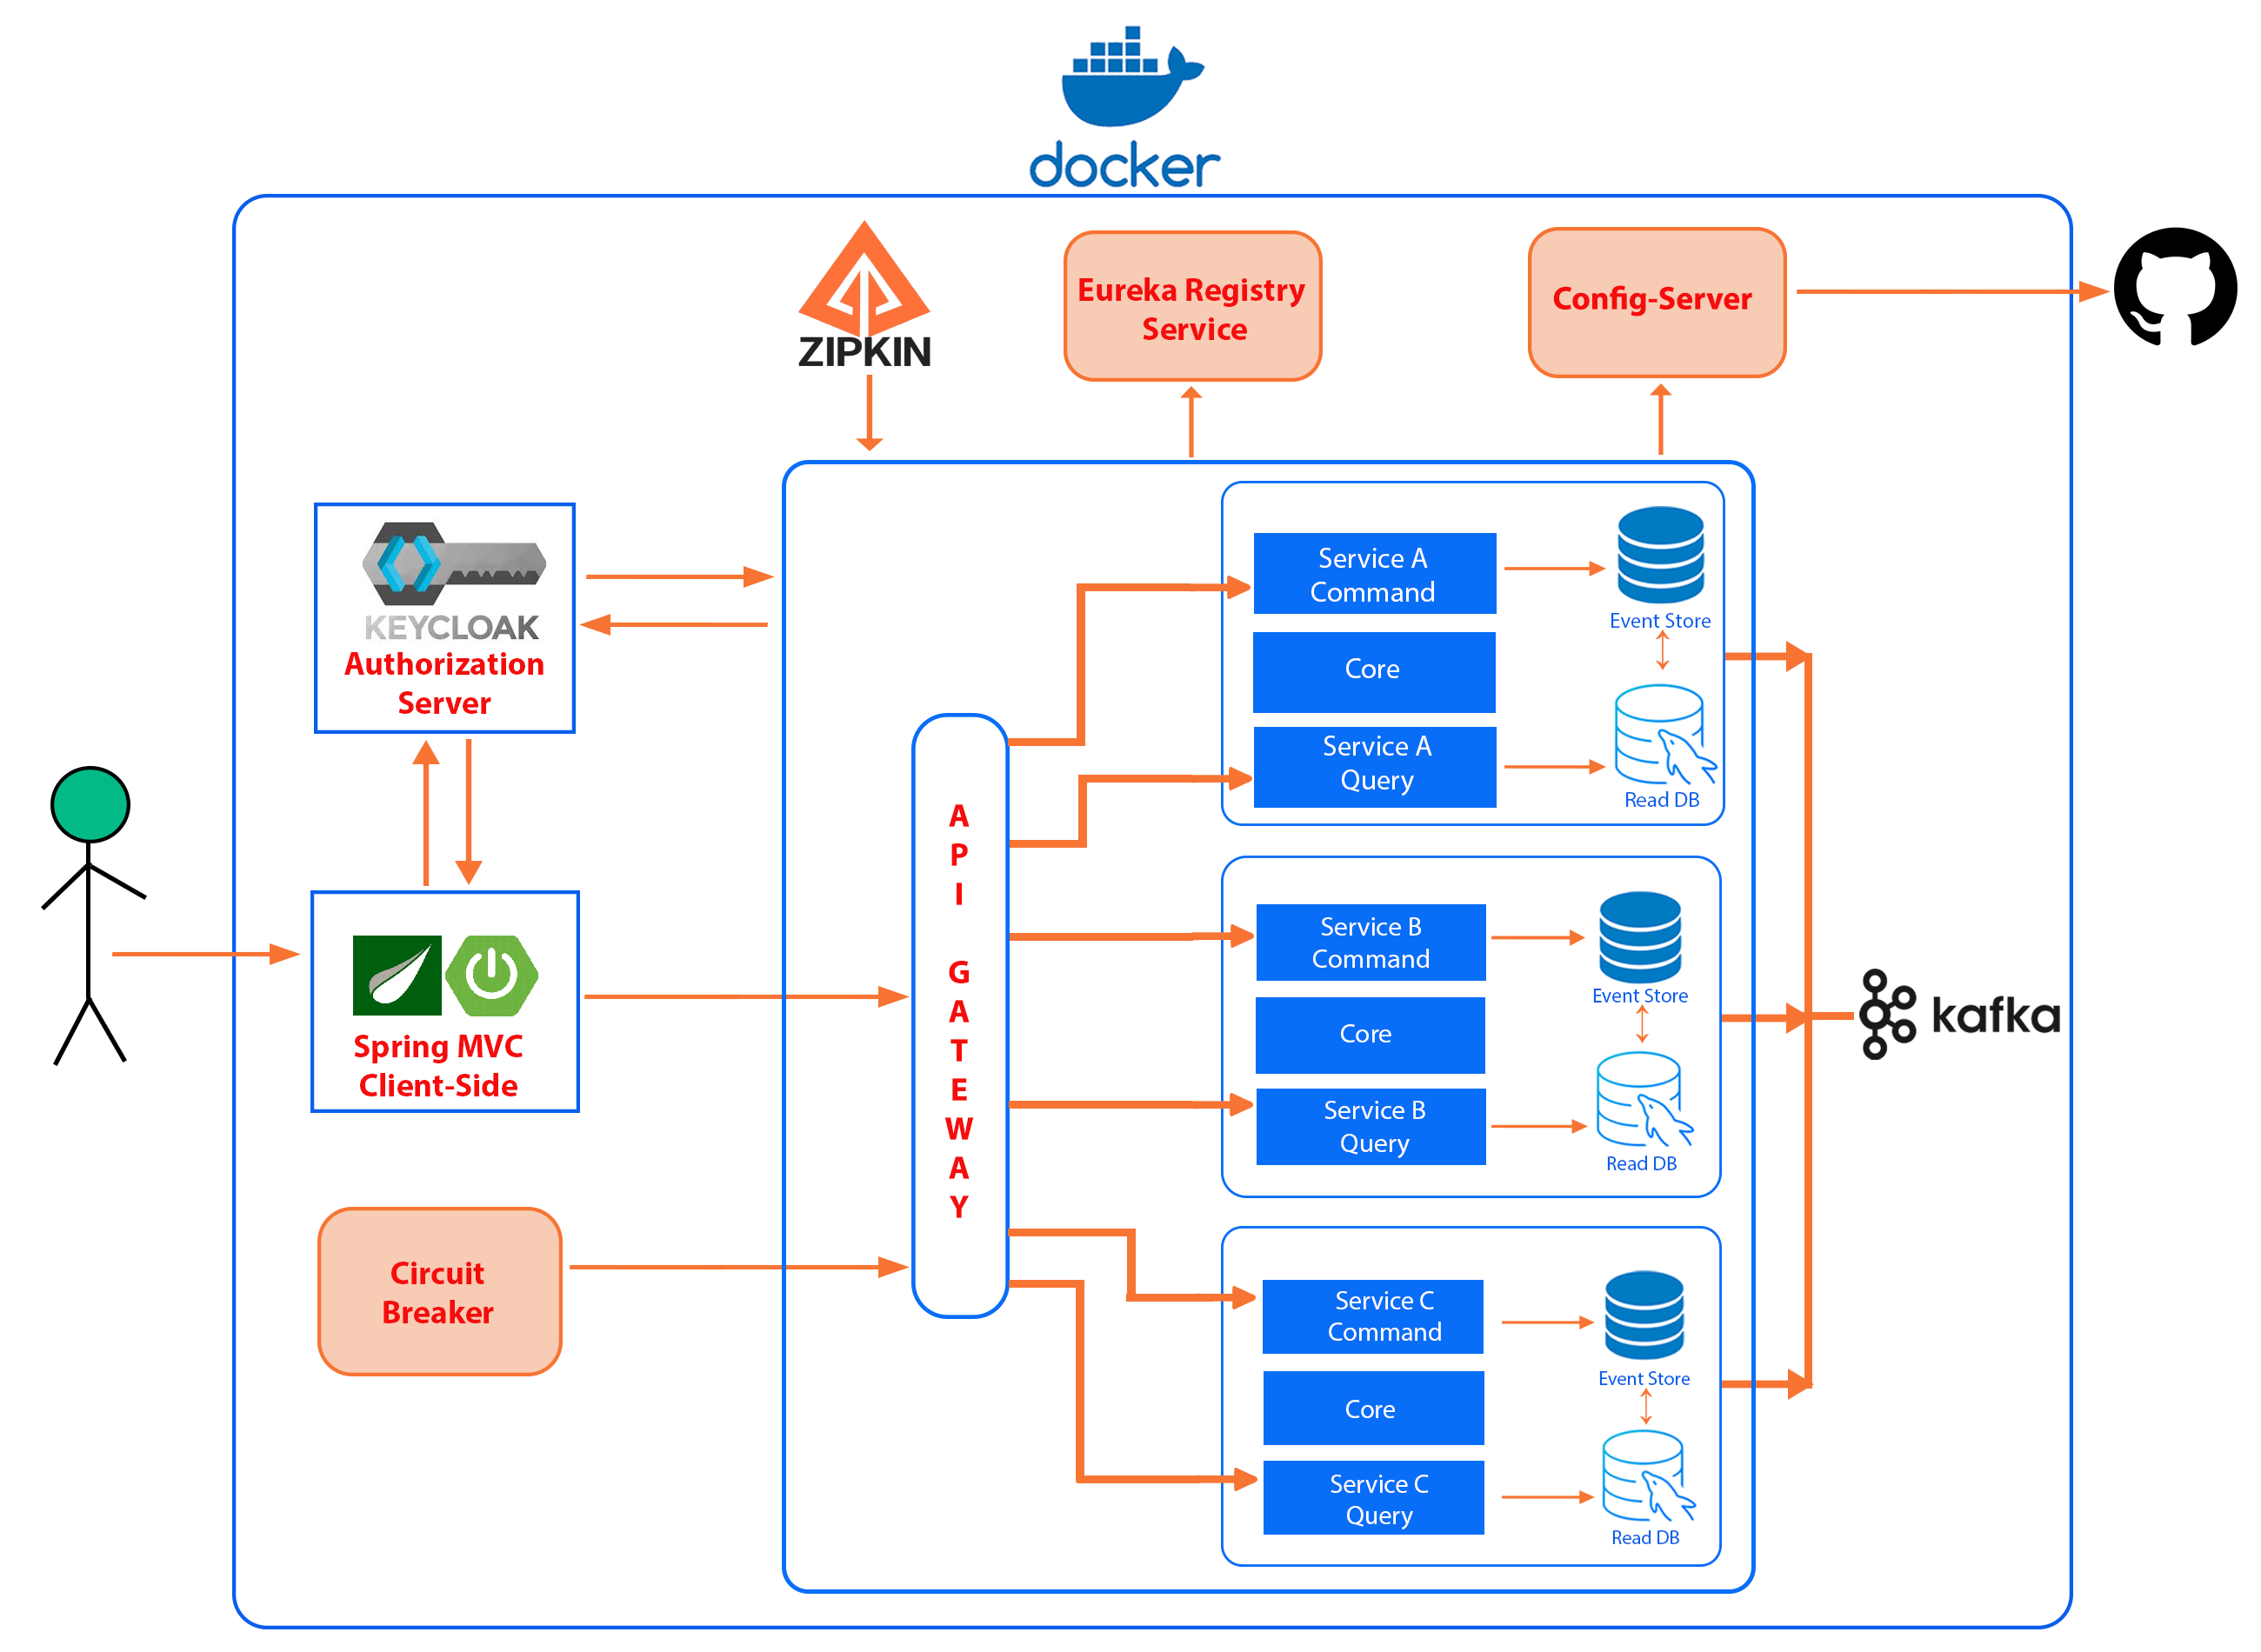 docker
ZIPKIN
Eureka Registry
Service
Config-Server
KEYCLOAK
Authorization
Server
Spring MVC
Client-Side
Circuit
Breaker
API GATEWAY
Service A
Command
Core
Service A
Query
Event Store
Read DB
Service B
Command
Core
Service B
Query
Event Store
Read DB
Service C
Command
Core
Service C
Query
Event Store
Read DB
kafka